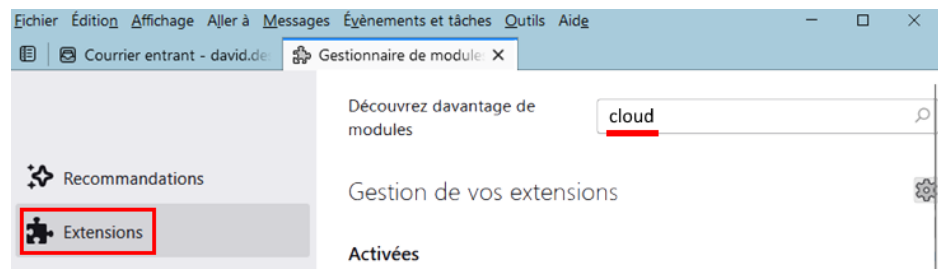 Fichier Édition Affichage Aller à Messages Évènements et tâches Outils Aide
Courrier entrant - david.de
Gestionnaire de module
Découvrez davantage de
modules
cloud
Recommandations
Gestion de vos extensions
Extensions
Activées